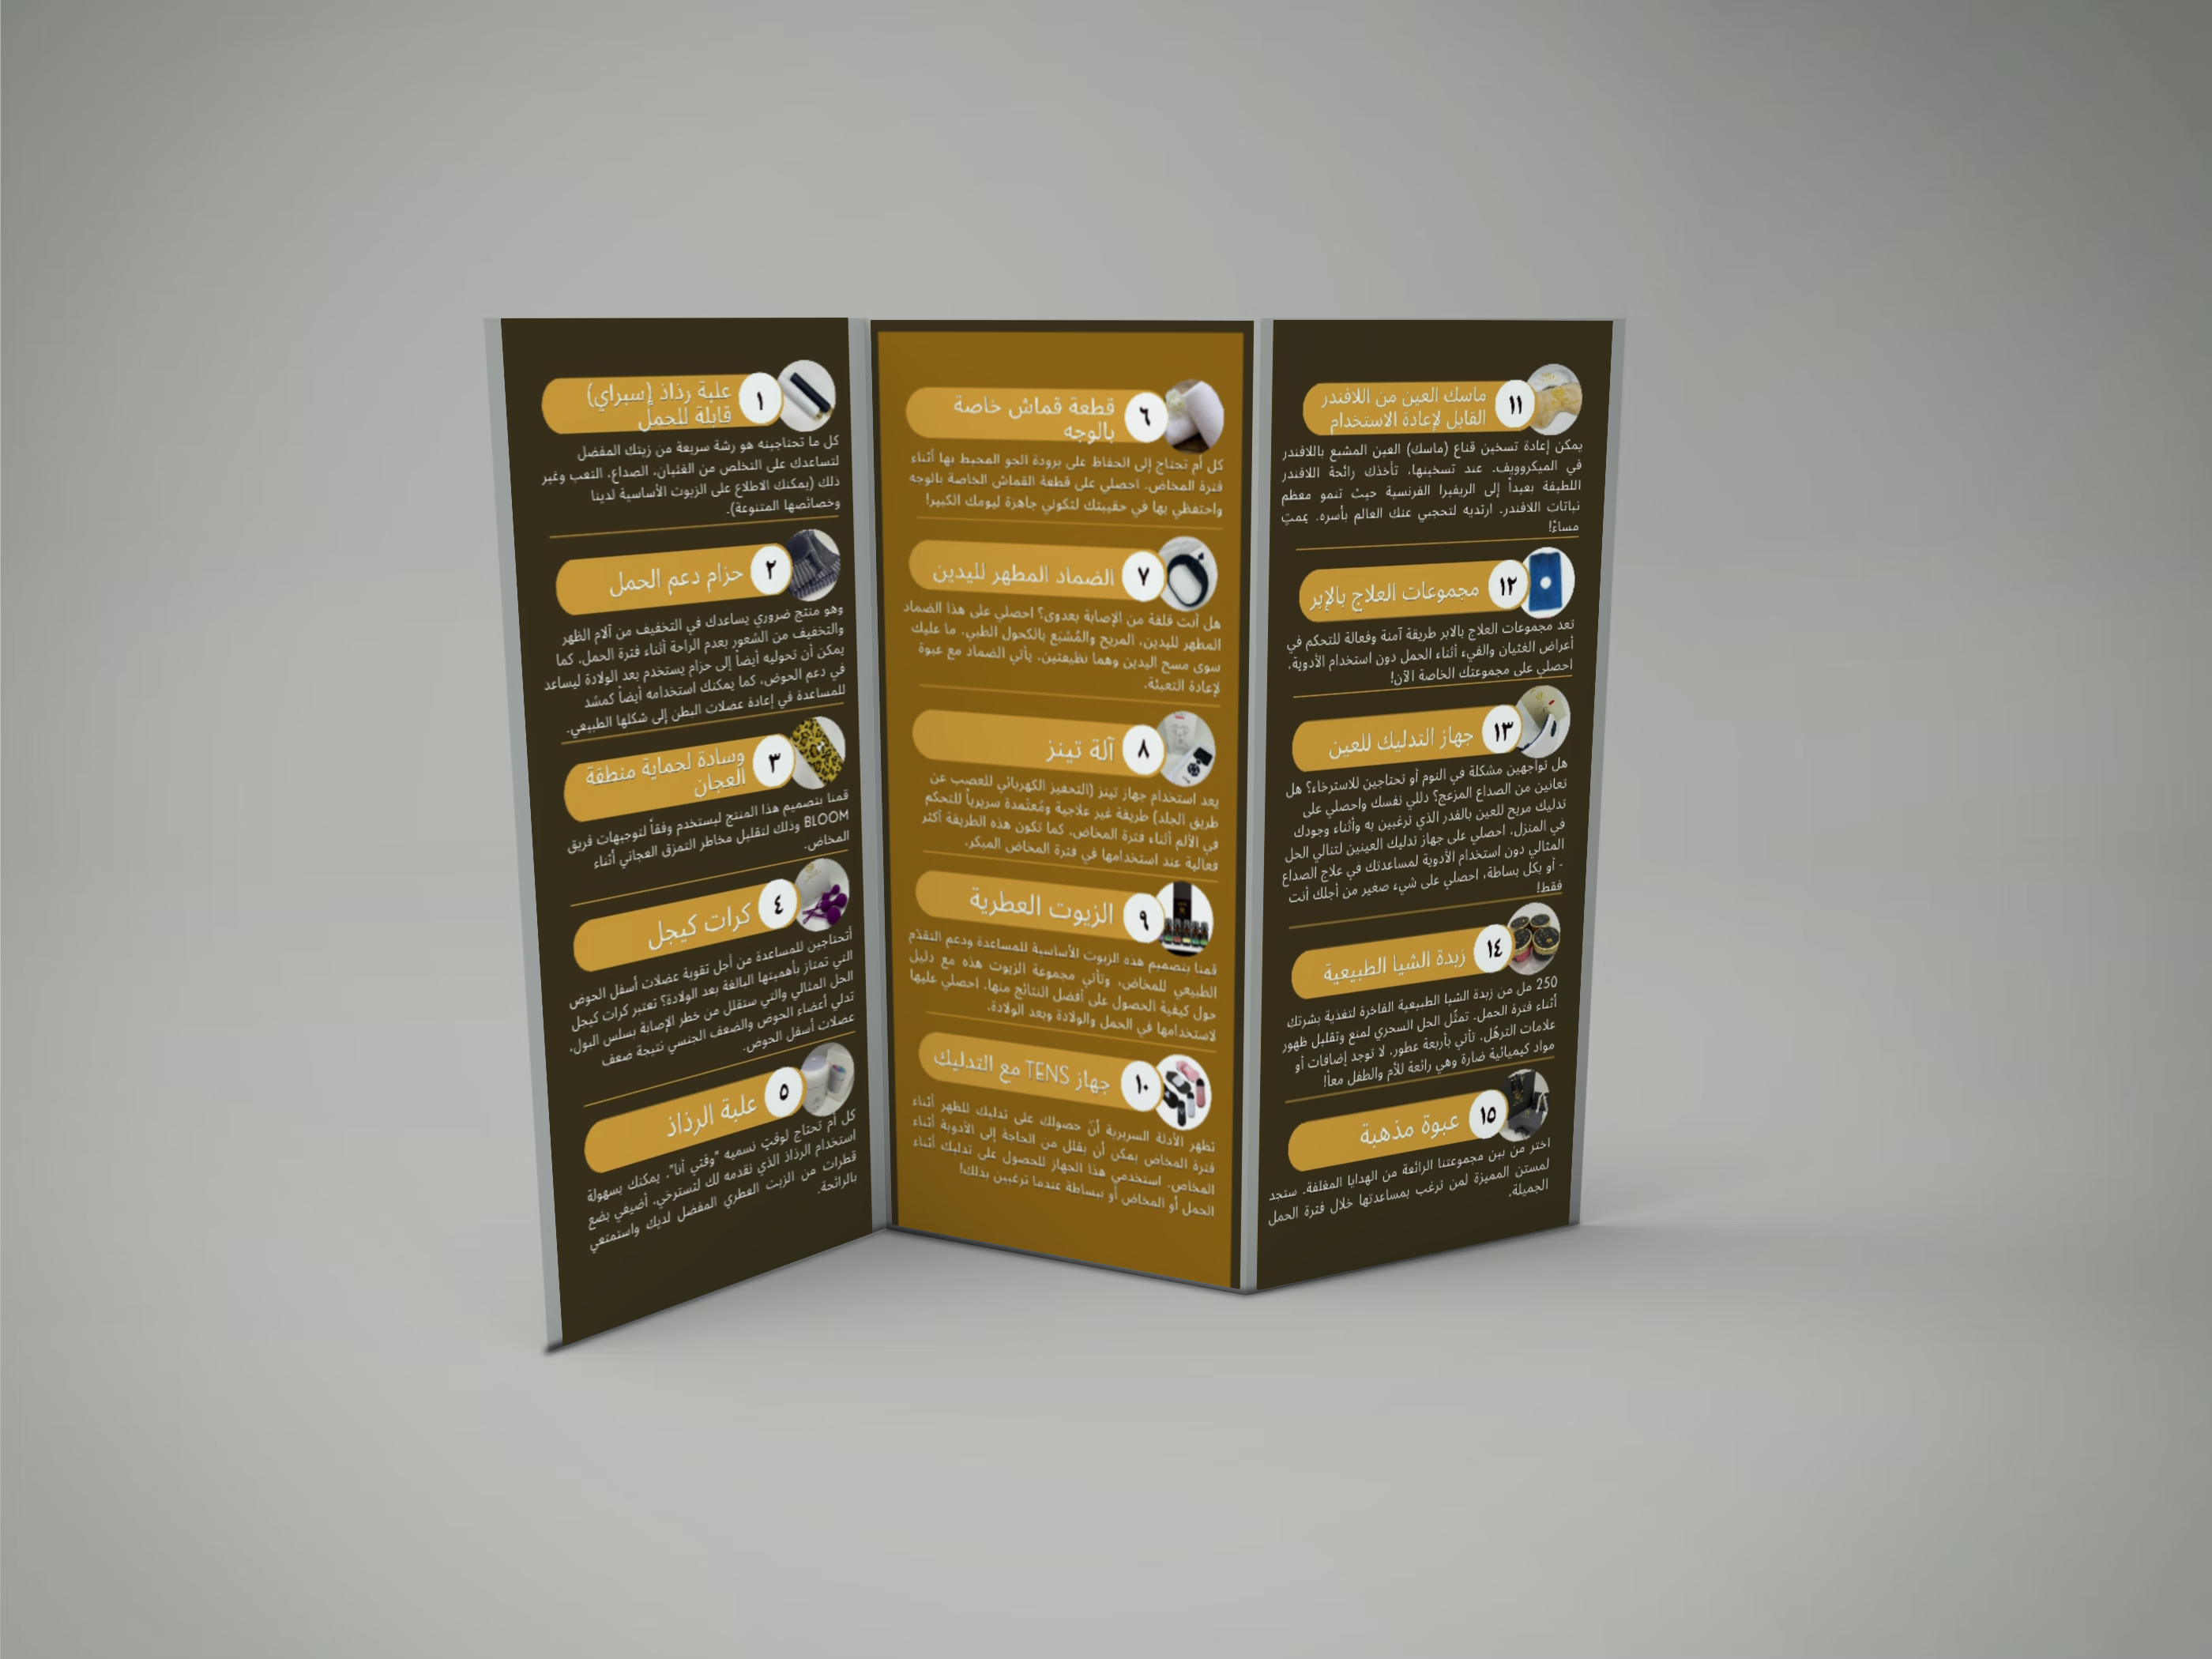 ١
علبة رذاذ (سبراي)
قابلة للحمل
كل ما تحتاجينه هو رشة سريعة من زيتك المفضل
لتساعدك على التخلص من الغثيان، الصداع، التعب وغير
ذلك (يمكنك الاطلاع على الزيوت الأساسية لدينا
وخصائصها المتنوعة).
٢
حزام دعم الحمل
وهو منتج ضروري يساعدك في التخفيف من آلام الظهر
والتخفيف من الشعور بعدم الراحة أثناء فترة الحمل، كما
يمكن أن تحوليه أيضاً إلى حزام يستخدم بعد الولادة ليساعد
في دعم الحوض، كما يمكنك استخدامه أيضاً كمشد
للمساعدة في إعادة عضلات البطن إلى شكلها الطبيعي.
٣
وسادة لحماية منطقة
العجان
قمنا بتصميم هذا المنتج ليستخدم وفقاً لتوجيهات فريق
BLOOM وذلك لتقليل مخاطر التمزق العجاني أثناء
المخاض.
٤
كرات كيجل
أتحتاجين للمساعدة من أجل تقوية عضلات أسفل الحوض
التي تمتاز بأهميتها البالغة بعد الولادة؟ تعتبر كرات كيجل
الحل المثالي والتي ستقلل من خطر الإصابة بسلس البول،
تدلي أعضاء الحوض والضعف الجنسي نتيجة ضعف
عضلات أسفل الحوض.
٥
علبة الرذاذ
كل أم تحتاج لوقتٍ نسميه "وقتي أنا"، يمكنك بسهولة
استخدام الرذاذ الذي نقدمه لك لتسترخي، أضيفي بضع
قطرات من الزيت العطري المفضل لديك واستمتعي
بالرائحة.
٦
قطعة قماش خاصة
بالوجه
كل أم تحتاج إلى الحفاظ على برودة الجو المحيط بها أثناء
فترة المخاض. احصلي على قطعة القماش الخاصة بالوجه
واحتفظي بها في حقيبتك لتكوني جاهزة ليومك الكبير!
٧
الضماد المطهر لليدين
هل أنت قلقة من الإصابة بعدوى؟ احصلي على هذا الضماد
المطهر لليدين، المريح والمُشبَع بالكحول الطبي، ما عليك
سوى مسح اليدين وهما نظيفتين. يأتي الضماد مع عبوة
لإعادة التعبئة.
٨
آلة تينز
يعد استخدام جهاز تينز (التحفيز الكهربائي للعصب عن
طريق الجلد) طريقة غير علاجية ومُعتمدة سريرياً للتحكم
في الألم أثناء فترة المخاض، كما تكون هذه الطريقة أكثر
فعالية عند استخدامها في فترة المخاض المبكر.
٩
الزيوت العطرية
قمنا بتصميم هذه الزيوت الأساسية للمساعدة ودعم التقدّم
الطبيعي للمخاض، وتأتي مجموعة الزيوت هذه مع دليل
حول كيفية الحصول على أفضل النتائج منها. احصلي عليها
لاستخدامها في الحمل والولادة وبعد الولادة.
١٠
جهاز TENS مع التدليك
تظهر الأدلة السريرية أنّ حصولك على تدليك للظهر أثناء
فترة المخاض يمكن أن يقلل من الحاجة إلى الأدوية أثناء
المخاض. استخدمي هذا الجهاز للحصول على تدليك أثناء
الحمل أو المخاض أو ببساطة عندما ترغبين بذلك!
١١
ماسك العين من اللافندر
القابل لإعادة الاستخدام
يمكن إعادة تسخين قناع (ماسك) العين المشبع باللافندر
في الميكروويف. عند تسخينها، تأخذك رائحة اللافندر
اللطيفة بعيداً إلى الريفيرا الفرنسية حيث تنمو معظم
نباتات اللافندر. ارتديه لتحجبي عنك العالم بأسره. عِمتِ
مساءً!
١٢
مجموعات العلاج بالإبر
تعد مجموعات العلاج بالابر طريقة آمنة وفعالة للتحكم في
أعراض الغثيان والقيء أثناء الحمل دون استخدام الأدوية.
احصلي على مجموعتك الخاصة الآن!
١٣
جهاز التدليك للعين
هل تواجهين مشكلة في النوم أو تحتاجين للاسترخاء؟ هل
تعانين من الصداع المزعج؟ دللي نفسك واحصلي على
تدليك مريح للعين بالقدر الذي ترغبين به وأثناء وجودك
في المنزل. احصلي على جهاز تدليك العينين لتنالي الحل
المثالي دون استخدام الأدوية لمساعدتك في علاج الصداع
- أو بكل بساطة، احصلي على شيء صغير من أجلك أنت
فقط!
١٤
زبدة الشيا الطبيعية
250 مل من زبدة الشيا الطبيعية الفاخرة لتغذية بشرتك
أثناء فترة الحمل. تمثّل الحل السحري لمنع وتقليل ظهور
علامات الترهّل. تأتي بأربعة عطور، لا توجد إضافات أو
مواد كيميائية ضارة وهي رائعة للأم والطفل معاً!
١٥
عبوة مذهبة
اختر من بين مجموعتنا الرائعة من الهدايا المغلفة. ستجد
لمستن المميزة لمن ترغب بمساعدتها خلال فترة الحمل
الجميلة.